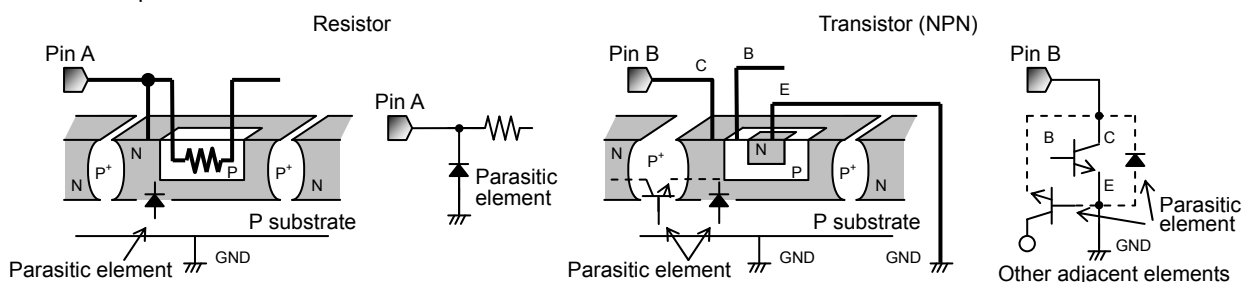 Resistor
Transistor (NPN)
Pin A
N
N
P+
P
P+
N
P substrate
Parasitic element
GND
Pin A
Parasitic
element
Pin B
C
B
E
N
P+
N
P
P+
N
P substrate
Parasitic element
GND
GND
Pin B
B
C
E
GND
Parasitic
element
Other adjacent elements